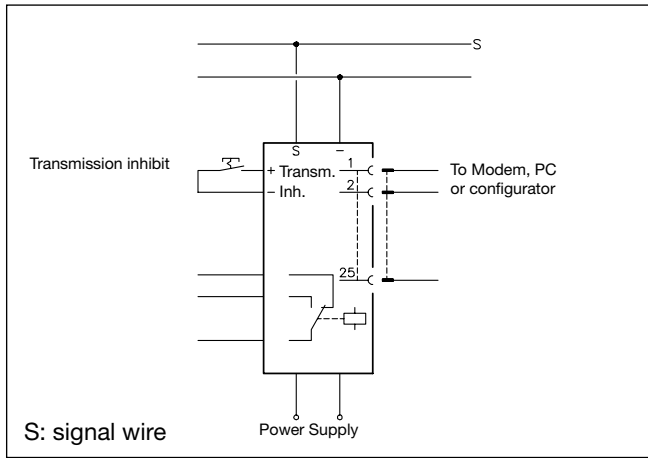 S
S –
Transmission inhibit
+ Transm. 1
– Inh. 2
To Modem, PC
or configurator
25
S: signal wire
Power Supply